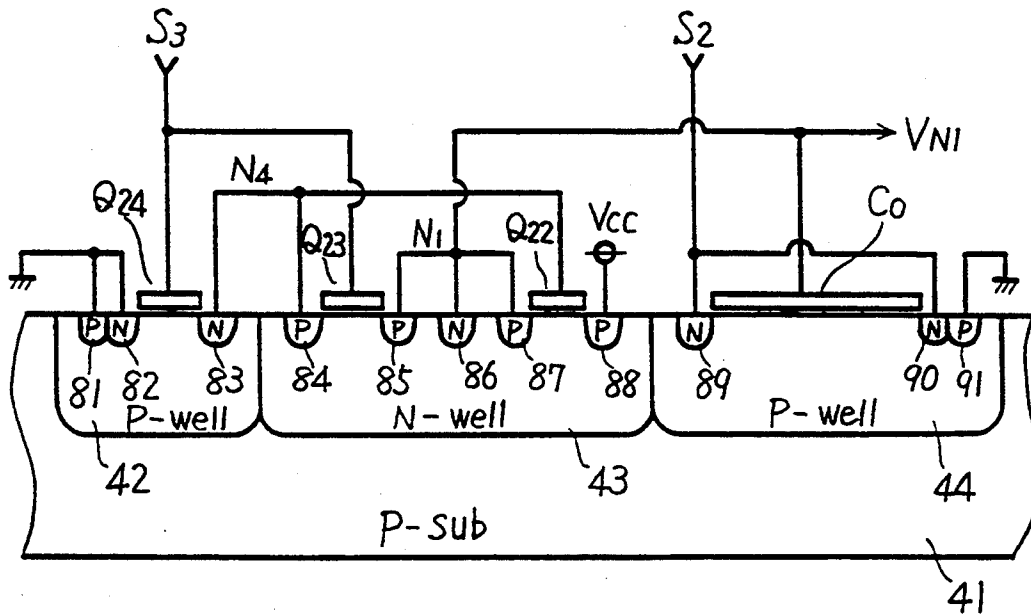 S3 S2
VN1
N4
Q24 Q23 N1 Q22 VCC C0
P N N P P N P P N N P
81 82 83 84 85 86 87 88 89 90 91
P-well N-well P-well
42 43 44
P-sub
41